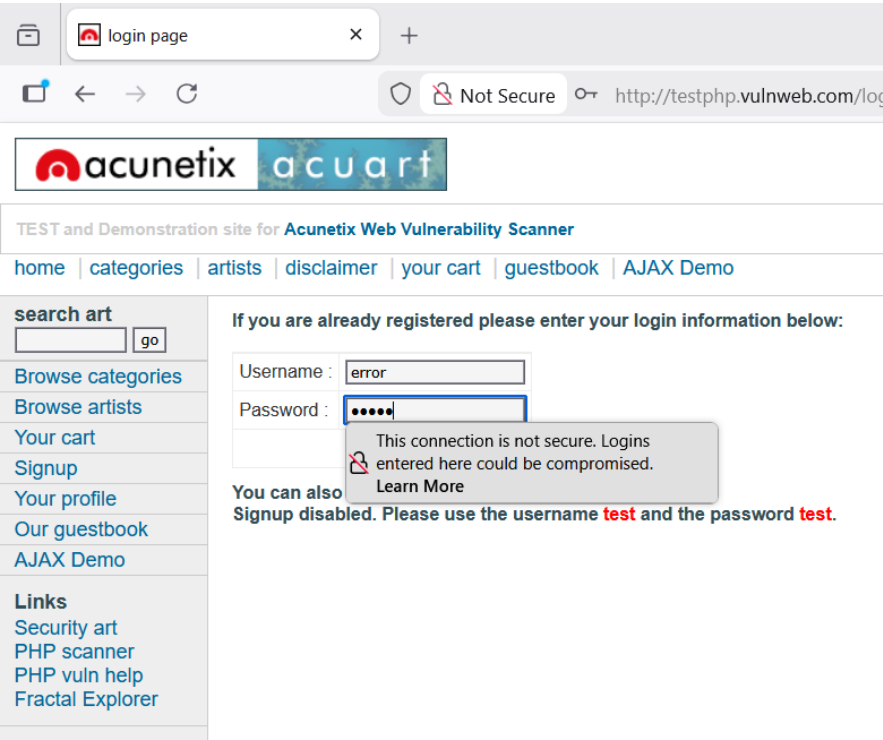 login page
Not Secure http://testphp.vulnweb.com/log
acunetix acuart
TEST and Demonstration site for Acunetix Web Vulnerability Scanner
home | categories | artists | disclaimer | your cart | guestbook | AJAX Demo
search art
go
Browse categories
Browse artists
Your cart
Signup
Your profile
Our guestbook
AJAX Demo
Links
Security art
PHP scanner
PHP vuln help
Fractal Explorer
If you are already registered please enter your login information below:
Username : error
Password : •••••
This connection is not secure. Logins
entered here could be compromised.
Learn More
You can also
Signup disabled. Please use the username test and the password test.